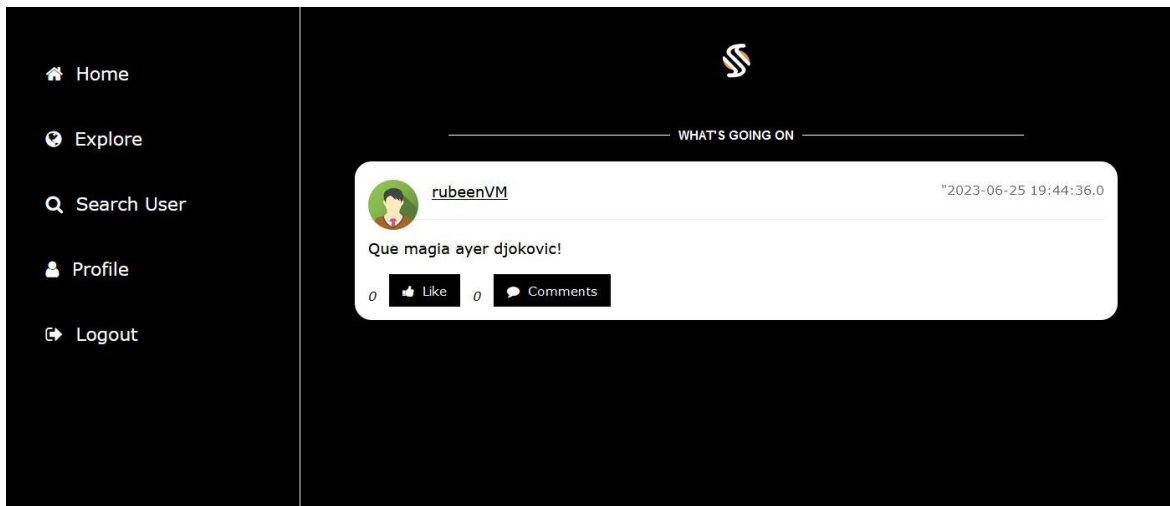 Home
Explore
Search User
Profile
Logout
WHAT'S GOING ON
rubeenVM
"2023-06-25 19:44:36.0
Que magia ayer djokovic!
0 Like 0 Comments